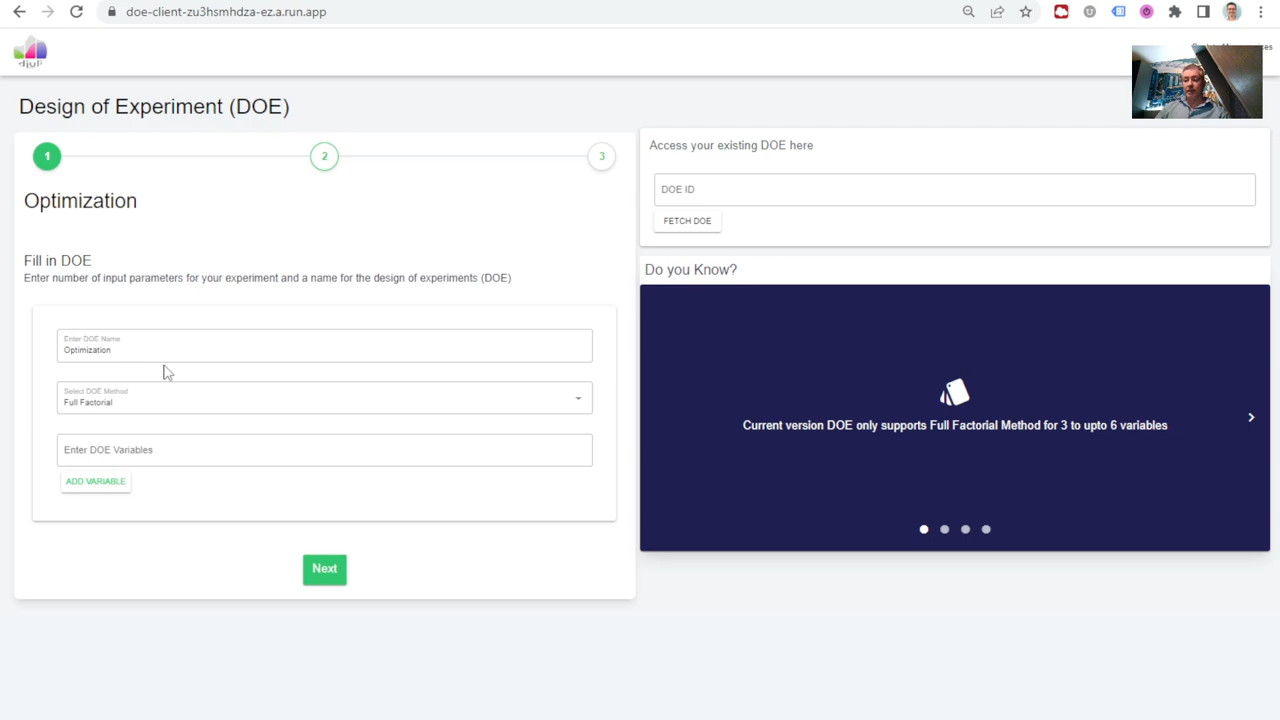 doe-client-zu3hsmhdza-ez.a.run.app
djuli
Design of Experiment (DOE)
1
2
3
Optimization
Fill in DOE
Enter number of input parameters for your experiment and a name for the design of experiments (DOE)
Enter DOE Name
Optimization
Select DOE Method
Full Factorial
Enter DOE Variables
ADD VARIABLE
Next
Access your existing DOE here
DOE ID
FETCH DOE
Do you Know?
Current version DOE only supports Full Factorial Method for 3 to upto 6 variables